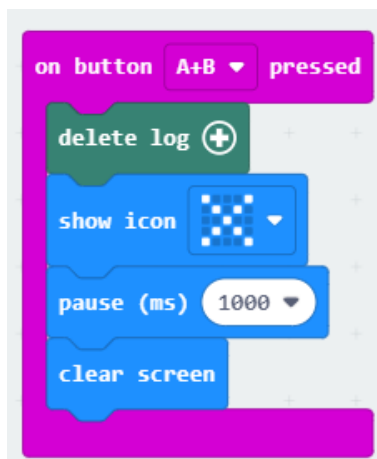 on button A+B pressed
delete log
show icon
pause (ms) 1000
clear screen